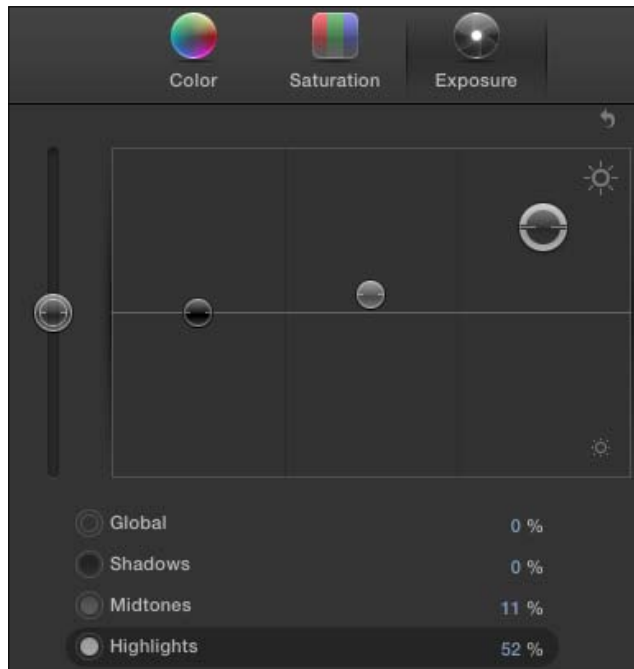 Color Saturation Exposure
Global 0 %
Shadows 0 %
Midtones 11 %
Highlights 52 %